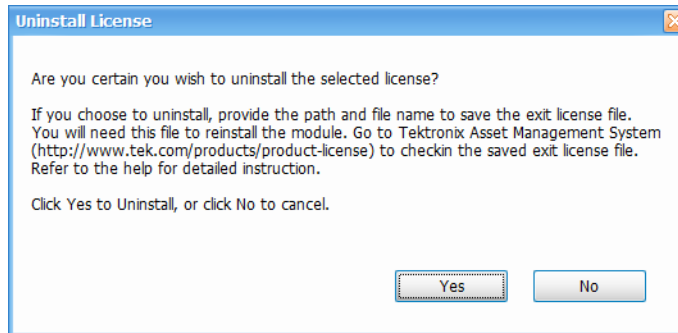 Uninstall License
Are you certain you wish to uninstall the selected license?
If you choose to uninstall, provide the path and file name to save the exit license file.
You will need this file to reinstall the module. Go to Tektronix Asset Management System
(http://www.tek.com/products/product-license) to checkin the saved exit license file.
Refer to the help for detailed instruction.
Click Yes to Uninstall, or click No to cancel.
Yes
No